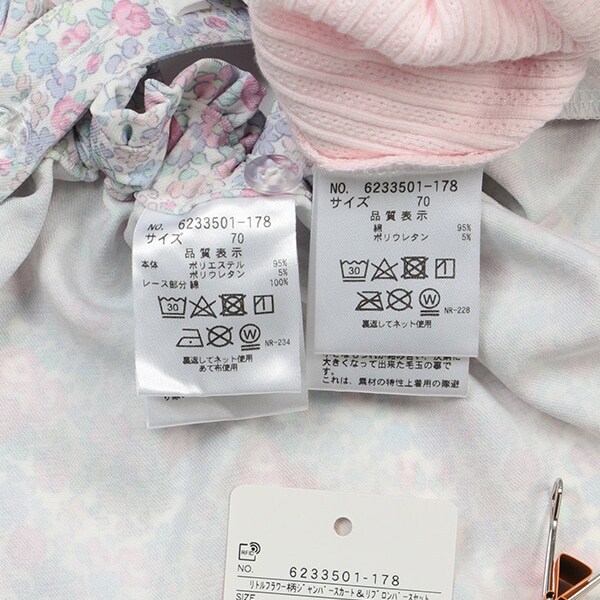 NO. 6233501-178
サイズ 70
品質表示
本体 ポリエステル 95%
ポリウレタン 5%
レース部分 綿 100%
30
NR-234
裏返してネット使用
あて布使用
NO. 6233501-178
サイズ 70
品質表示
綿 95%
ポリウレタン 5%
30
NR-228
裏返してネット使用
大きくなって出来た毛玉の事で
これは、素材の特性上着用の際避
RFID
NO. 6233501-178
リトルフラワー柄ジャンパースカート&リブロンパースセット
SIZE